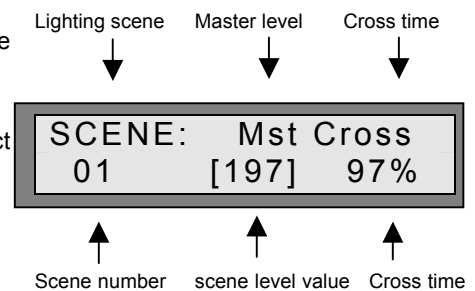 Lighting scene Master level Cross time
e
ct
SCENE: Mst Cross
01 [197] 97%
Scene number scene level value Cross time